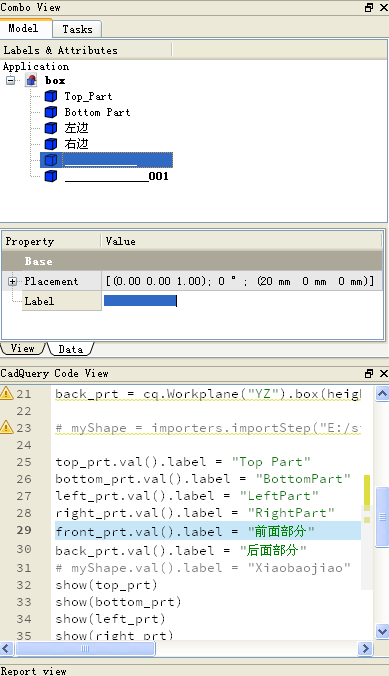 Combo View
Model Tasks
Labels & Attributes
Application
box
Top_Part
Bottom Part
左边
右边
____________
______________001
Property Value
Base
Placement [(0.00 0.00 1.00); 0 °; (20 mm 0 mm 0 mm)]
Label
View Data
CadQuery Code View
21 back_prt = cq.Workplane("YZ").box(heigh
22
23 # myShape = importers.importStep("E:/s
24
25 top_prt.val().label = "Top Part"
26 bottom_prt.val().label = "BottomPart"
27 left_prt.val().label = "LeftPart"
28 right_prt.val().label = "RightPart"
29 front_prt.val().label = "前面部分"
30 back_prt.val().label = "后面部分"
31 # myShape.val().label = "Xiaobaojiao"
32 show(top_prt)
33 show(bottom_prt)
34 show(left_prt)
35 show(right_prt)
Report view